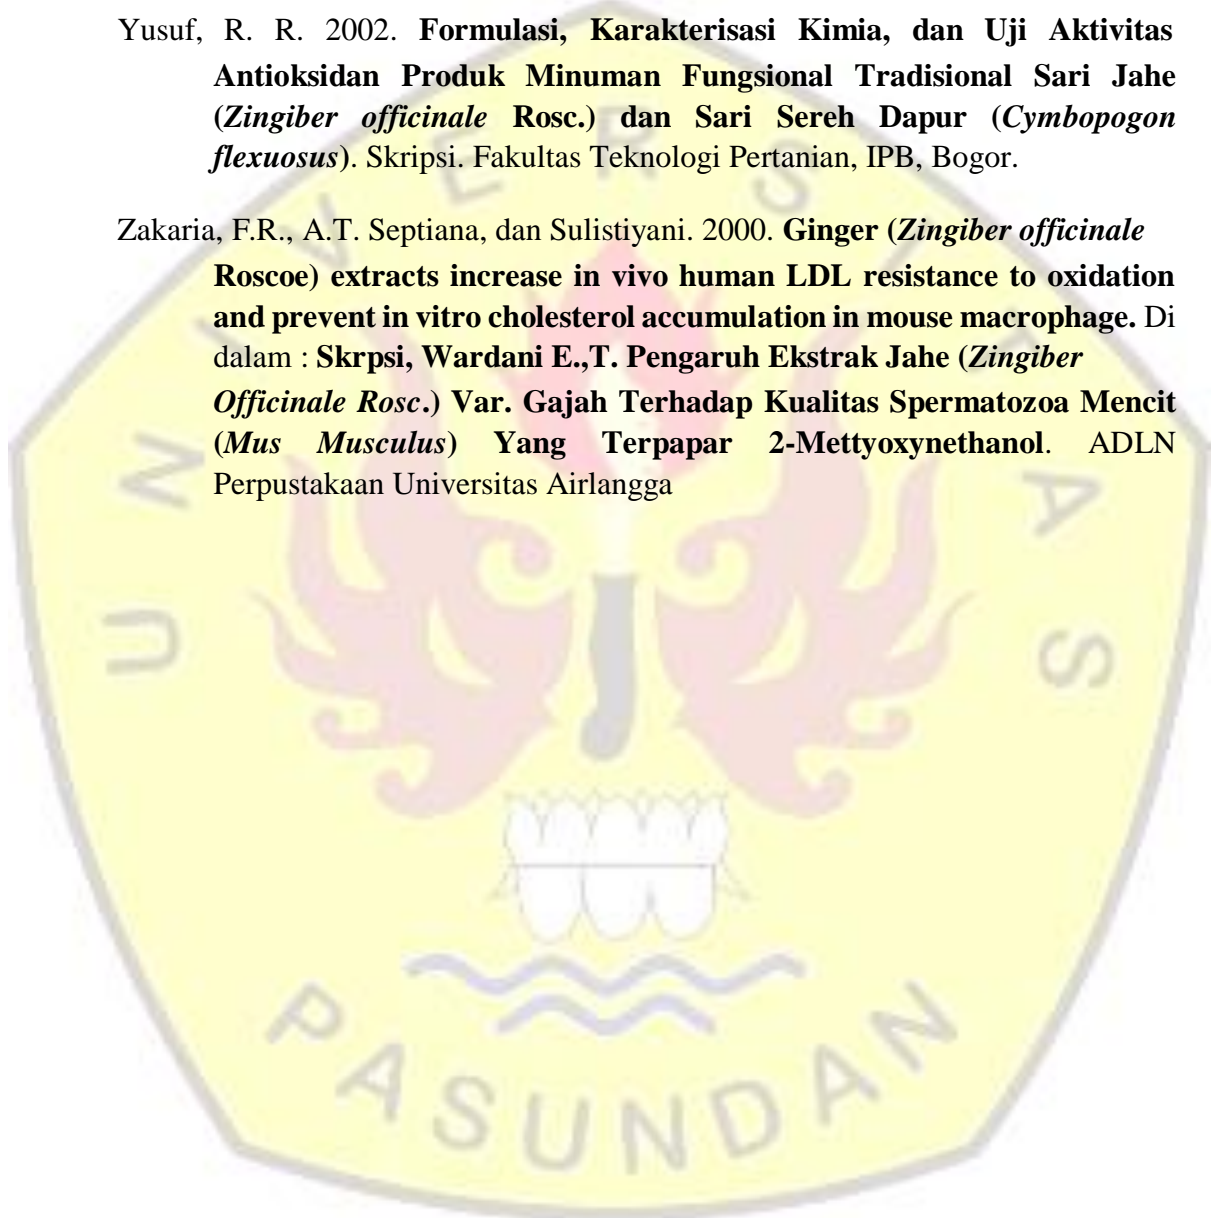 Yusuf, R. R. 2002. Formulasi, Karakterisasi Kimia, dan Uji Aktivitas
Antioksidan Produk Minuman Fungsional Tradisional Sari Jahe
(Zingiber officinale Rosc.) dan Sari Sereh Dapur (Cymbopogon
flexuosus). Skripsi. Fakultas Teknologi Pertanian, IPB, Bogor.
Zakaria, F.R., A.T. Septiana, dan Sulistiyani. 2000. Ginger (Zingiber officinale
Roscoe) extracts increase in vivo human LDL resistance to oxidation
and prevent in vitro cholesterol accumulation in mouse macrophage. Di
dalam : Skrpsi, Wardani E.,T. Pengaruh Ekstrak Jahe (Zingiber
Officinale Rosc.) Var. Gajah Terhadap Kualitas Spermatozoa Mencit
(Mus Musculus) Yang Terpapar 2-Mettyoxynethanol. ADLN
Perpustakaan Universitas Airlangga
UNIVERSITAS
PASUNDAN